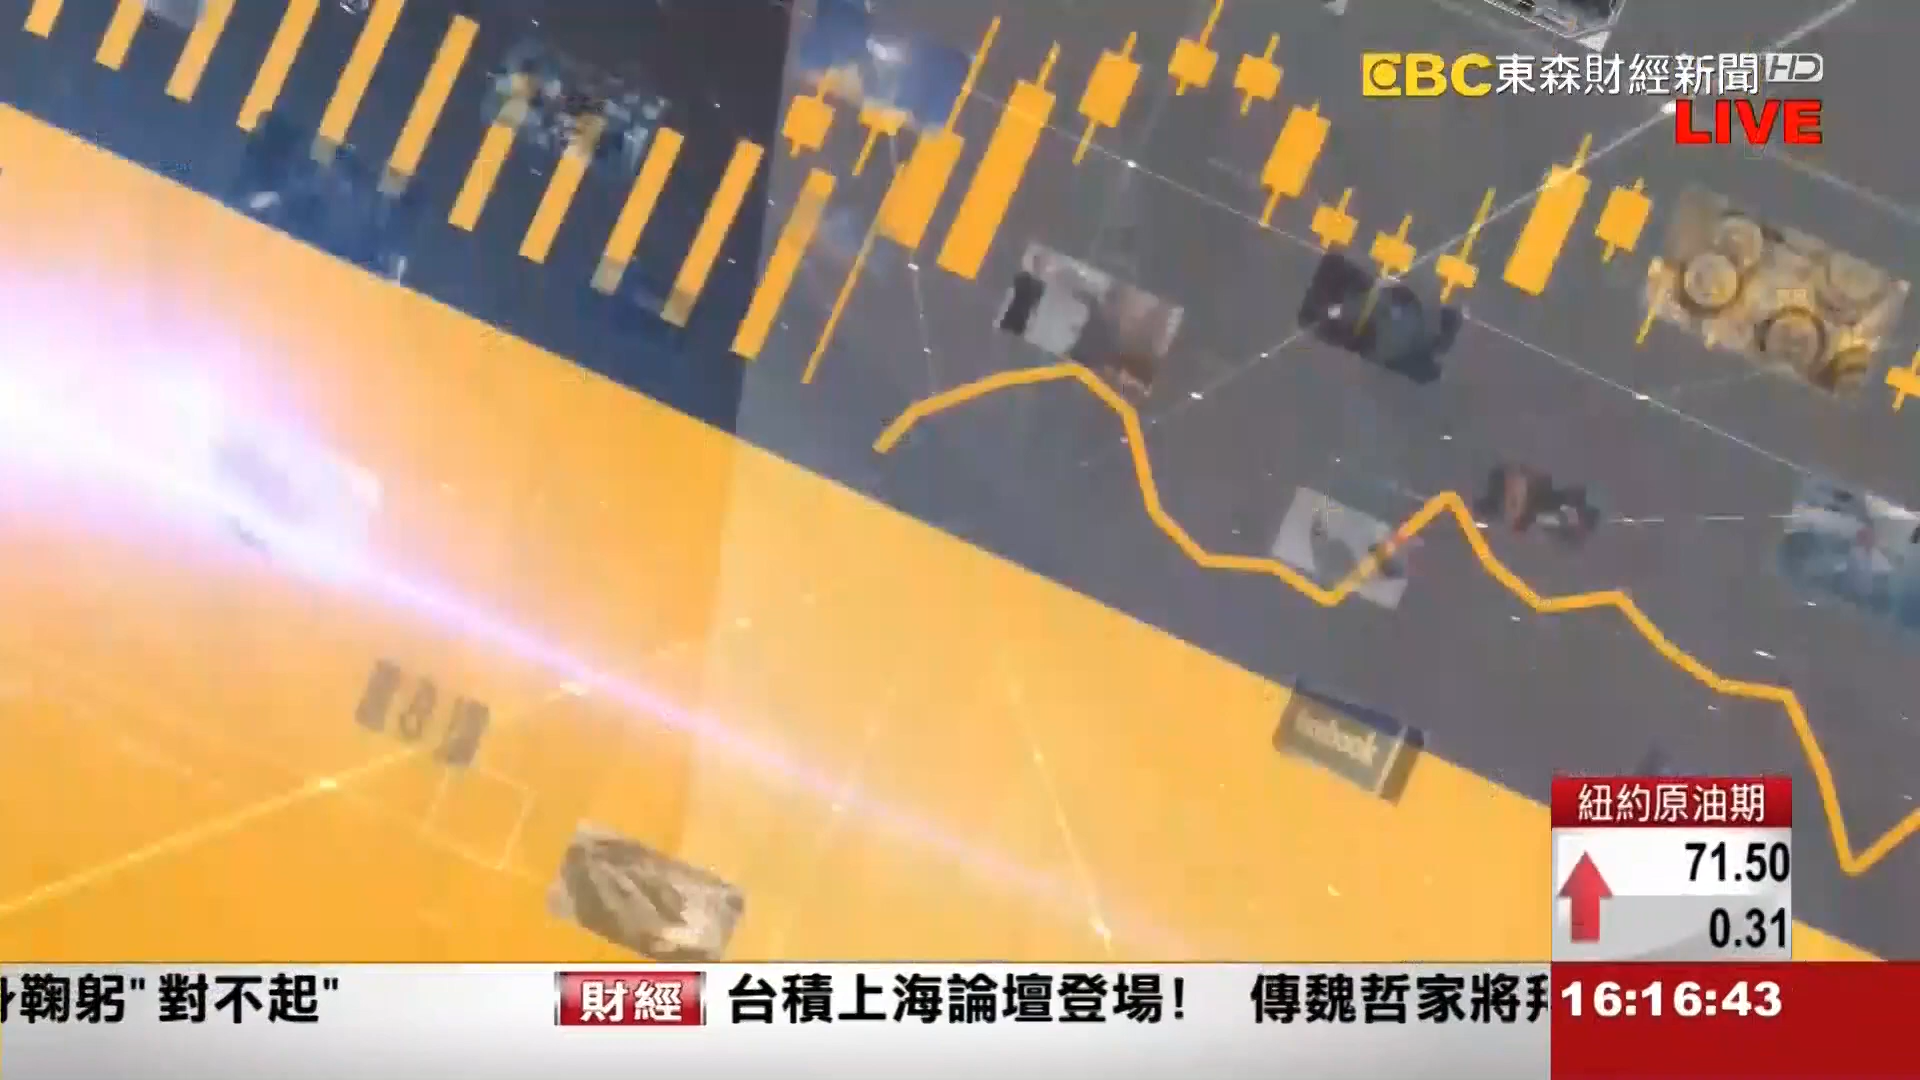 EBC東森財經新聞HD
LIVE
紐約原油期
71.50
0.31
鞠躬"對不起"
財經 台積上海論壇登場! 傳魏哲家將拜
16:16:43